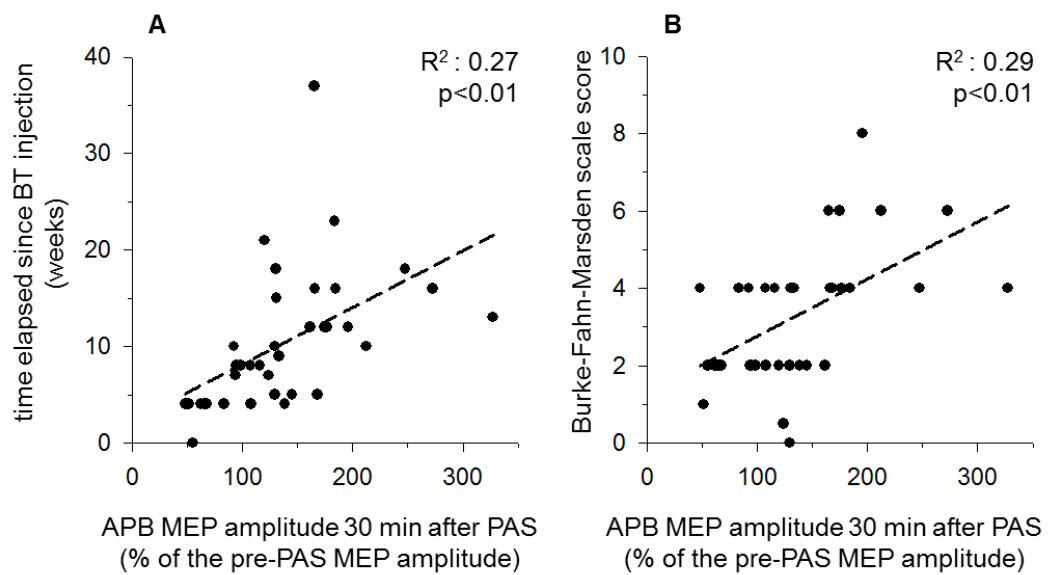 A
R² : 0.27
p<0.01
time elapsed since BT injection
(weeks)
40
30
20
10
0
0
100
200
300
APB MEP amplitude 30 min after PAS
(% of the pre-PAS MEP amplitude)
B
R² : 0.29
p<0.01
Burke-Fahn-Marsden scale score
10
8
6
4
2
0
0
100
200
300
APB MEP amplitude 30 min after PAS
(% of the pre-PAS MEP amplitude)